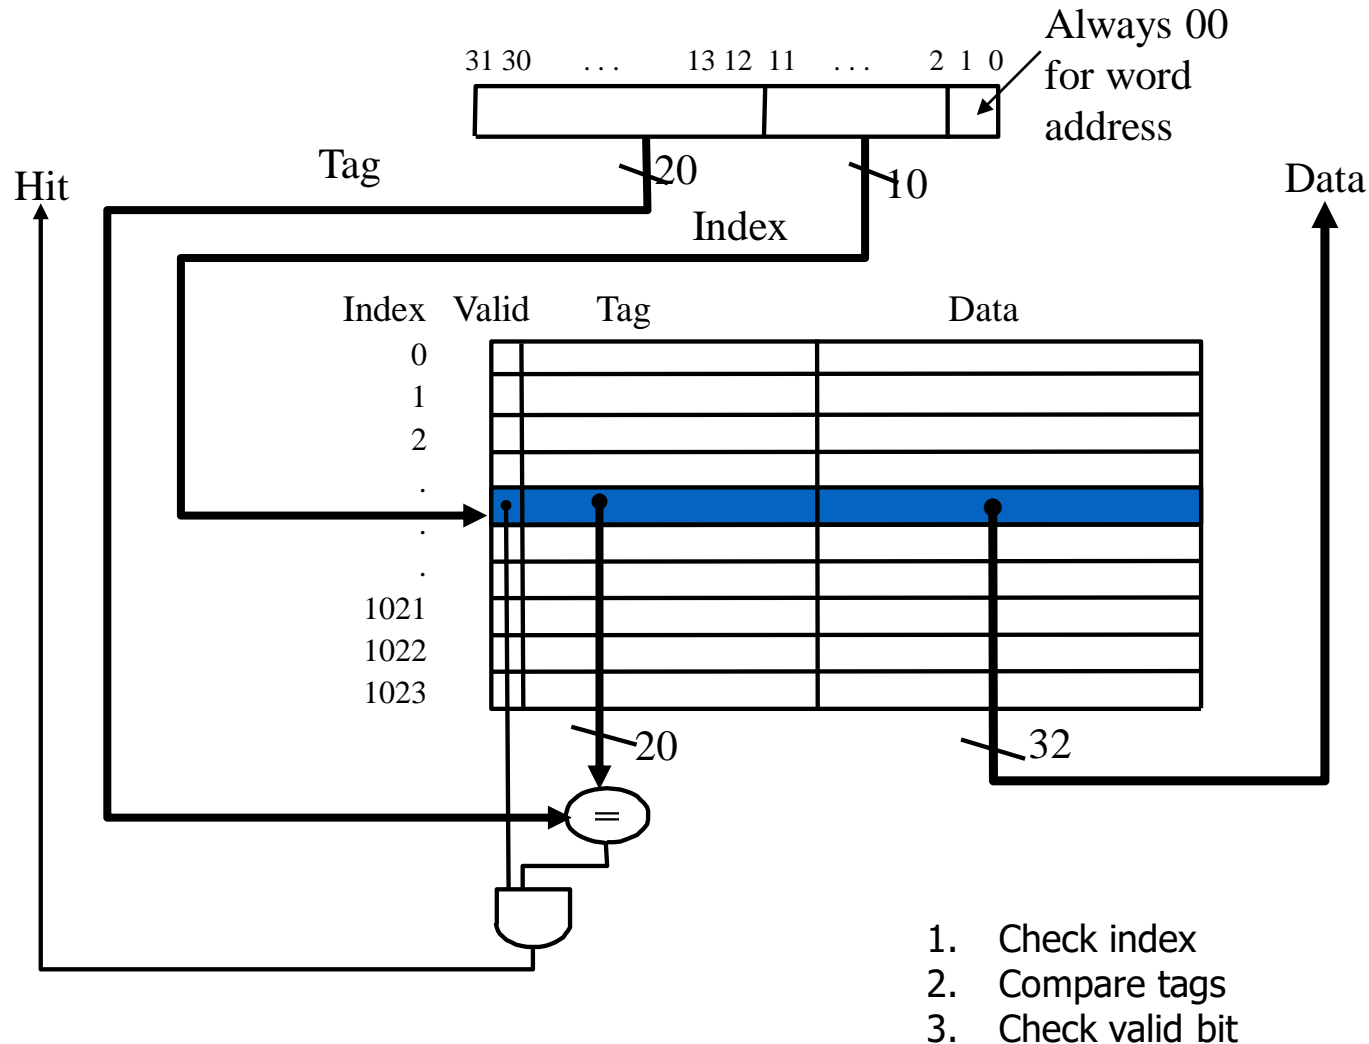 Always 00
for word
address
31 30 . . . 13 12 11 . . . 2 1 0
Tag
20
10
Hit
Data
Index
Index Valid Tag Data
0
1
2
.
.
.
1021
1022
1023
20
32
=
1. Check index
2. Compare tags
3. Check valid bit